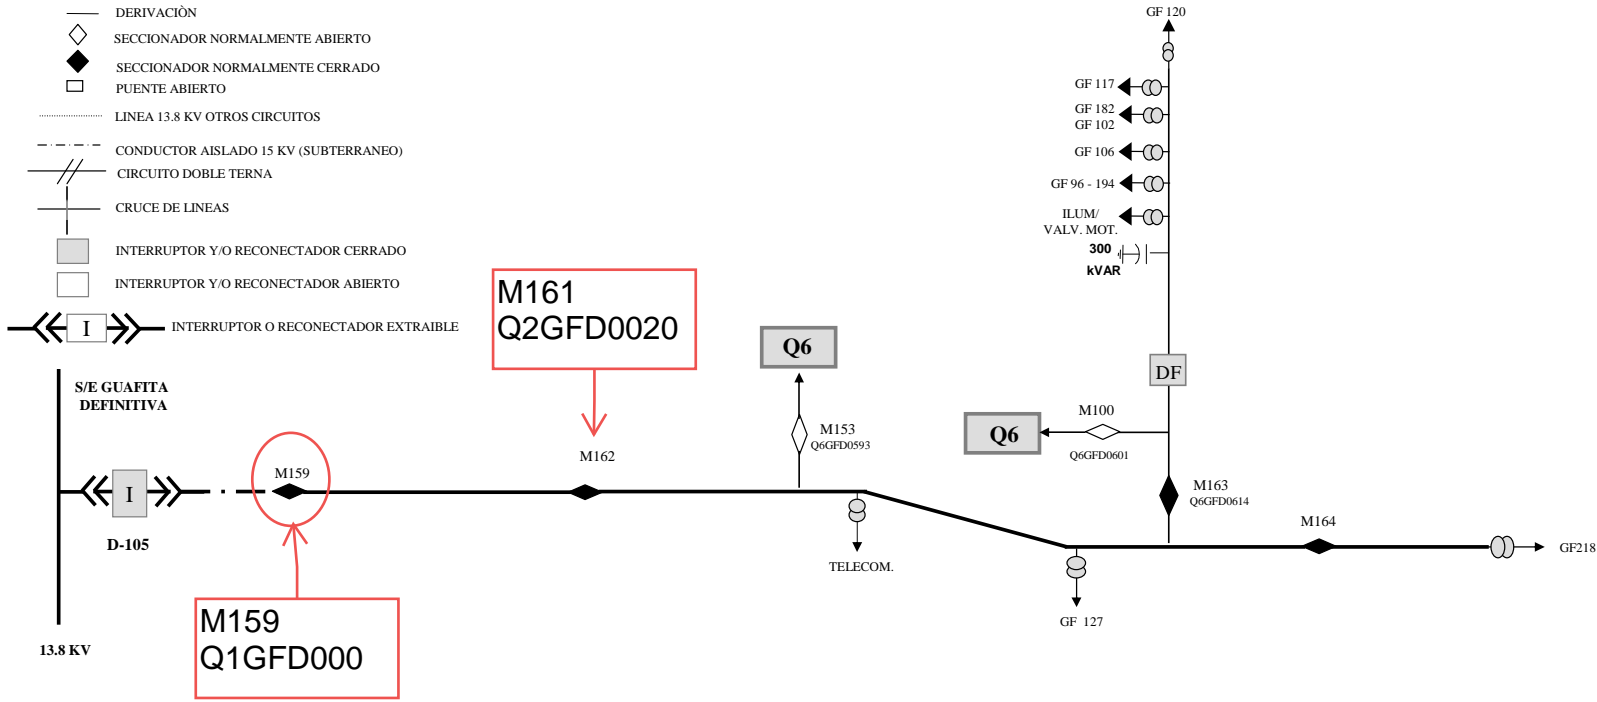 DERIVACIÒN
SECCIONADOR NORMALMENTE ABIERTO
SECCIONADOR NORMALMENTE CERRADO
PUENTE ABIERTO
LINEA 13.8 KV OTROS CIRCUITOS
CONDUCTOR AISLADO 15 KV (SUBTERRANEO)
CIRCUITO DOBLE TERNA
CRUCE DE LINEAS
INTERRUPTOR Y/O RECONECTADOR CERRADO
INTERRUPTOR Y/O RECONECTADOR ABIERTO
I
INTERRUPTOR O RECONECTADOR EXTRAIBLE
S/E GUAFITA
DEFINITIVA
I
D-105
13.8 KV
M159
M159
Q1GFD000
M161
Q2GFD0020
M162
Q6
M153
Q6GFD0593
TELECOM.
GF 120
GF 117
GF 182
GF 102
GF 106
GF 96 - 194
ILUM/
VALV. MOT.
300
kVAR
DF
Q6
M100
Q6GFD0601
M163
Q6GFD0614
M164
GF218
GF 127